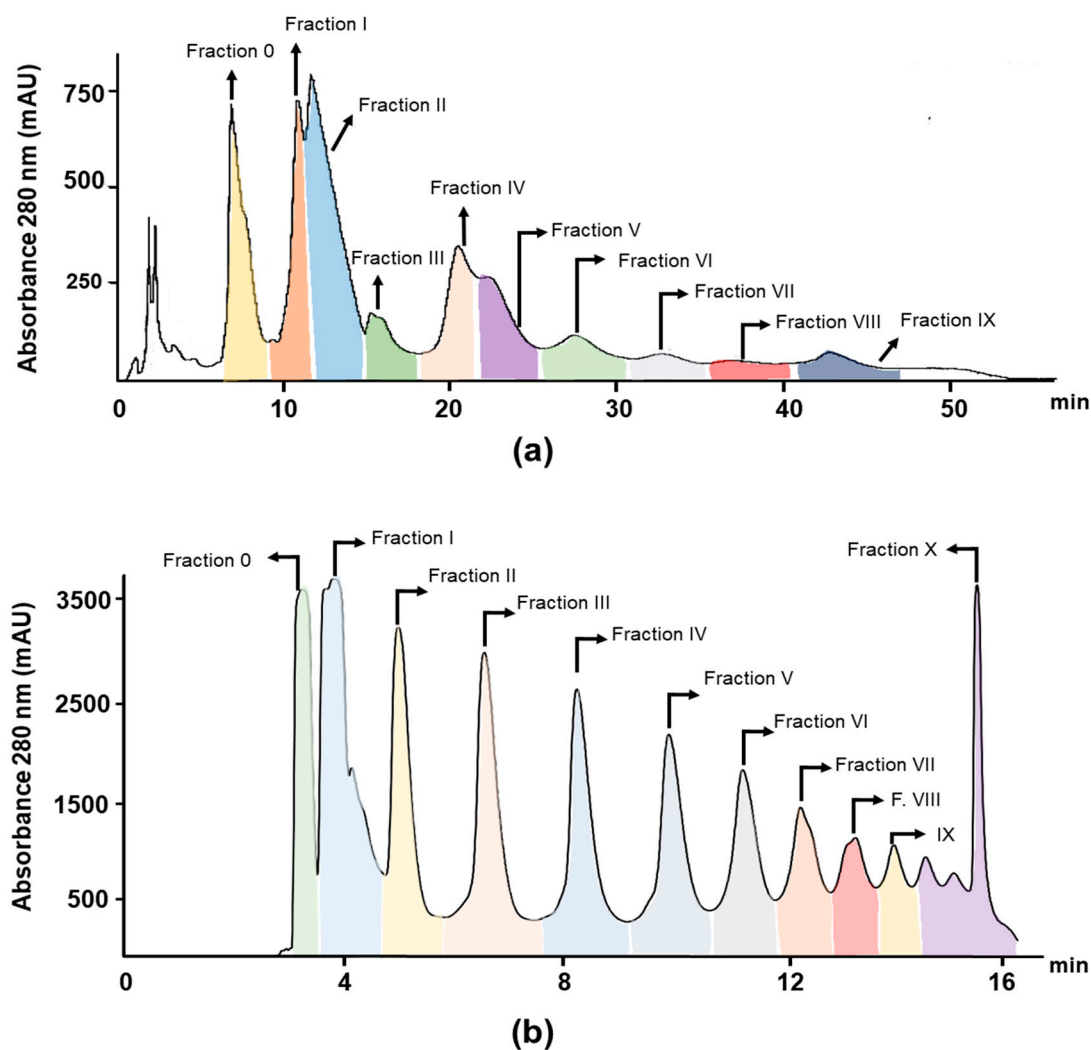 Fraction I
Fraction 0
Fraction II
Fraction IV
Fraction V
Fraction III
Fraction VI
Fraction VII
Fraction VIII
Fraction IX
Absorbance 280 nm (mAU)
750
500
250
0 10 20 30 40 50 min
(a)
Fraction I
Fraction 0
Fraction II
Fraction III
Fraction IV
Fraction V
Fraction VI
Fraction VII
F. VIII
IX
Fraction X
Absorbance 280 nm (mAU)
3500
2500
1500
500
0 4 8 12 16 min
(b)